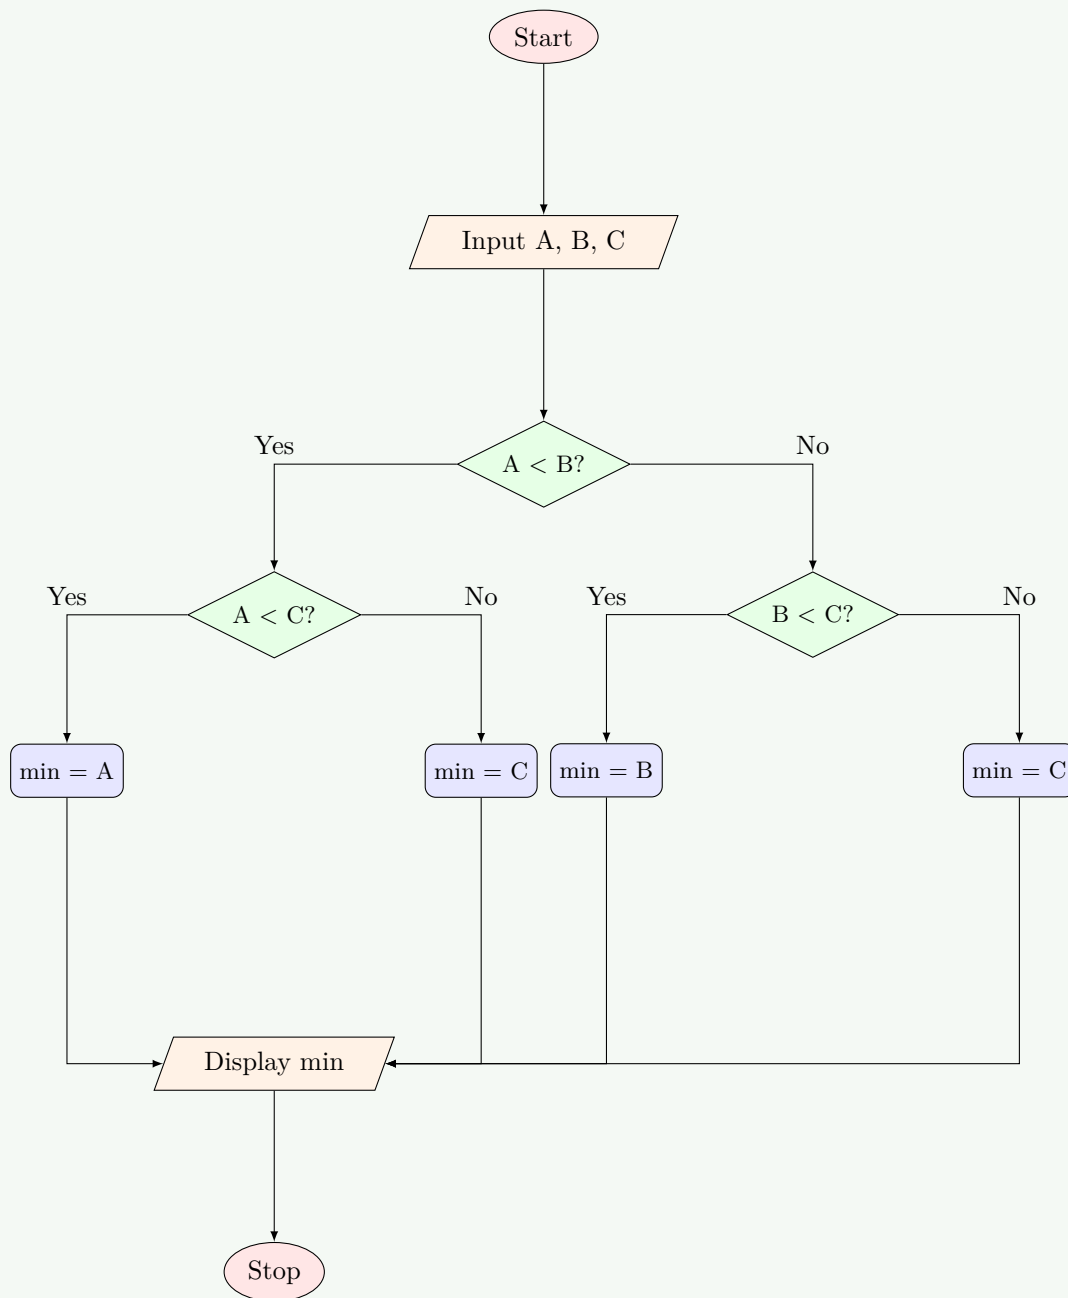 Start
Input A, B, C
A < B?
Yes
No
A < C?
Yes
No
B < C?
Yes
No
min = A
min = C
min = B
min = C
Display min
Stop